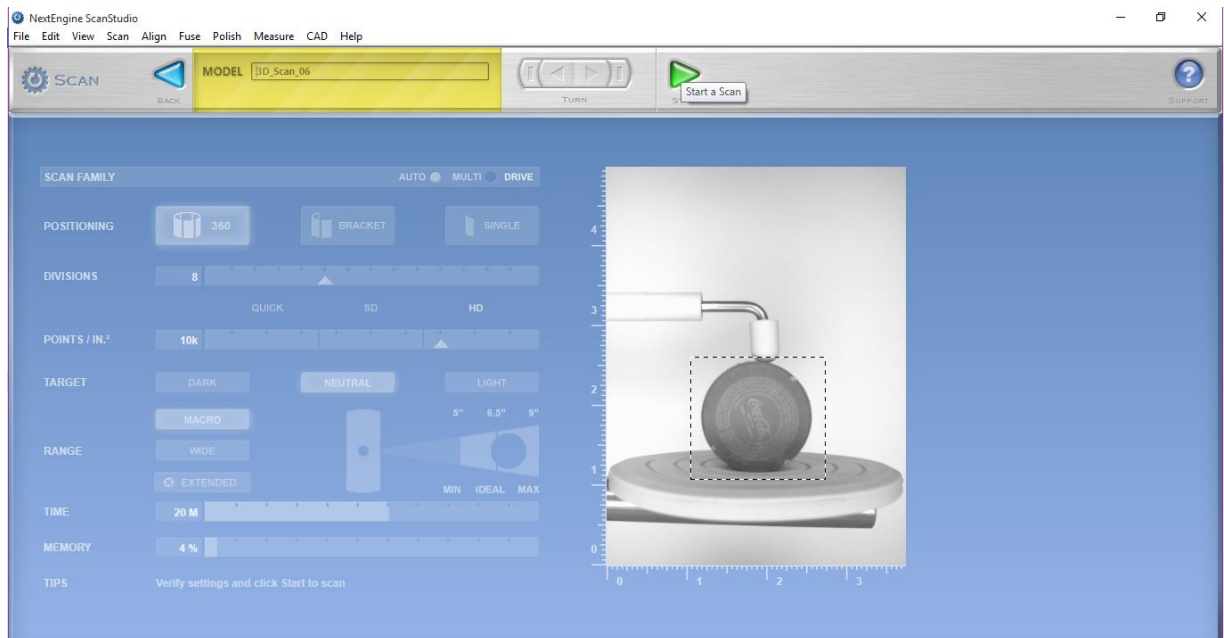 NextEngine ScanStudio
File Edit View Scan Align Fuse Polish Measure CAD Help
SCAN
BACK
MODEL 3D_Scan_06
TURN
Start a Scan
SUPPORT
SCAN FAMILY AUTO MULTI DRIVE
POSITIONING 360 BRACKET SINGLE
DIVISIONS 8
QUICK SD HD
POINTS / IN.² 10k
TARGET DARK NEUTRAL LIGHT
MACRO 5" 6.5" 9"
RANGE WIDE
EXTENDED MIN IDEAL MAX
TIME 20 M
MEMORY 4 %
TIPS Verify settings and click Start to scan
4
3
2
1
0
0 1 2 3
Coca-Cola